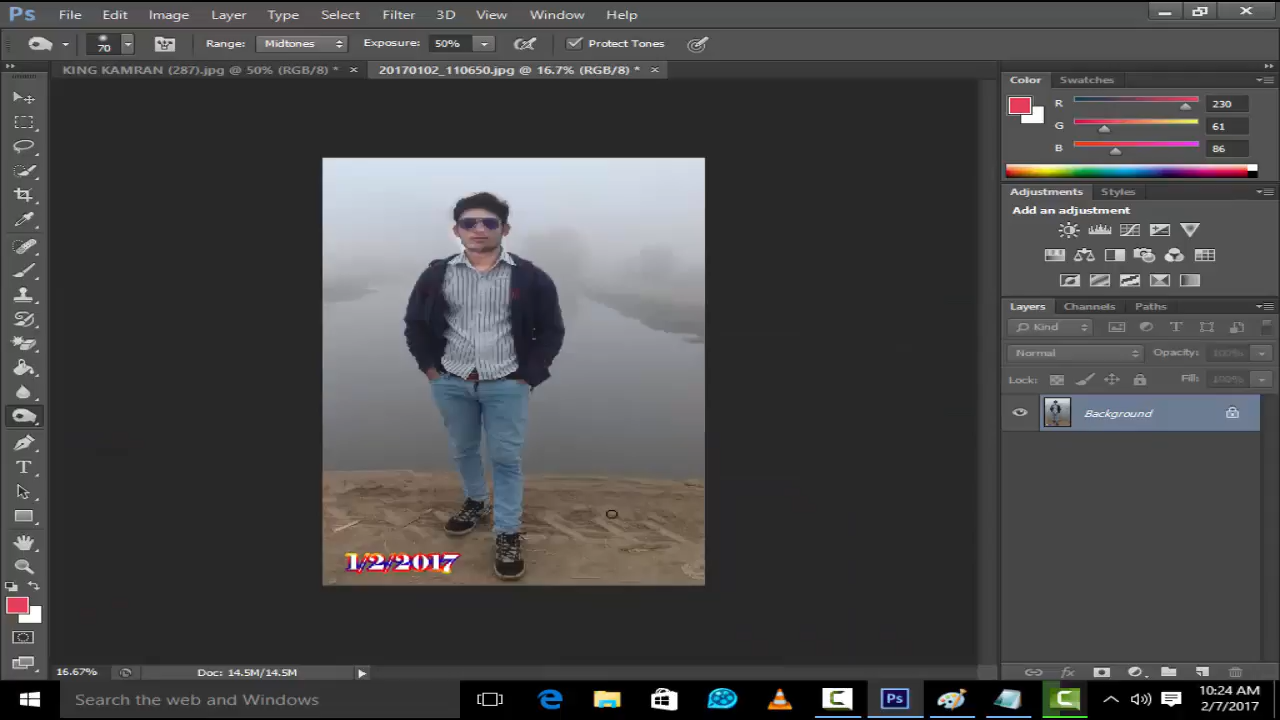 Ps File Edit Image Layer Type Select Filter 3D View Window Help
70 Range: Midtones Exposure: 50% Protect Tones
KING KAMRAN (287).jpg @ 50% (RGB/8) * × 20170102_110650.jpg @ 16.7% (RGB/8) * ×
Color Swatches
R 230
G 61
B 86
Adjustments Styles
Add an adjustment
Layers Channels Paths
Kind
Normal Opacity: 100%
Lock: Fill: 100%
Background
1/2/2017
16.67% Doc: 14.5M/14.5M
Search the web and Windows
10:24 AM
2/7/2017